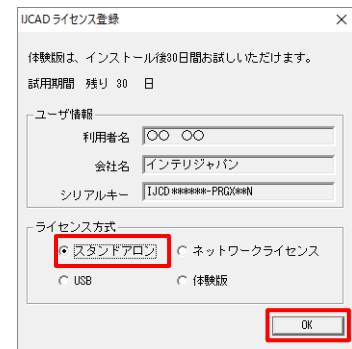 IJCAD ライセンス登録
体験版は、インストール後30日間お試しいただけます。
試用期間 残り 30 日
ユーザ情報
利用者名 〇〇 〇〇
会社名 インテリジャパン
シリアルキー IJCD******-PRGX**N
ライセンス方式
スタンドアロン ネットワークライセンス
USB 体験版
OK